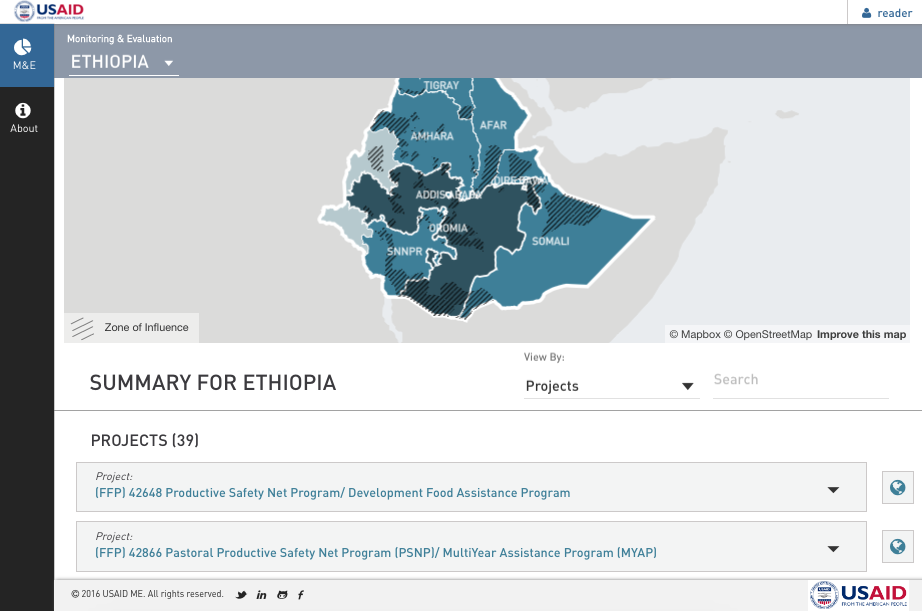 USAID
FROM THE AMERICAN PEOPLE
reader
M&E
Monitoring & Evaluation
ETHIOPIA
About
TIGRAY
AFAR
AMHARA
DIRE DAWA
ADDIS ABABA
OROMIA
SOMALI
SNNPR
Zone of Influence
© Mapbox © OpenStreetMap Improve this map
View By:
SUMMARY FOR ETHIOPIA
Projects
Search
PROJECTS (39)
Project:
(FFP) 42648 Productive Safety Net Program/ Development Food Assistance Program
Project:
(FFP) 42866 Pastoral Productive Safety Net Program (PSNP)/ MultiYear Assistance Program (MYAP)
© 2016 USAID ME. All rights reserved.
USAID
FROM THE AMERICAN PEOPLE